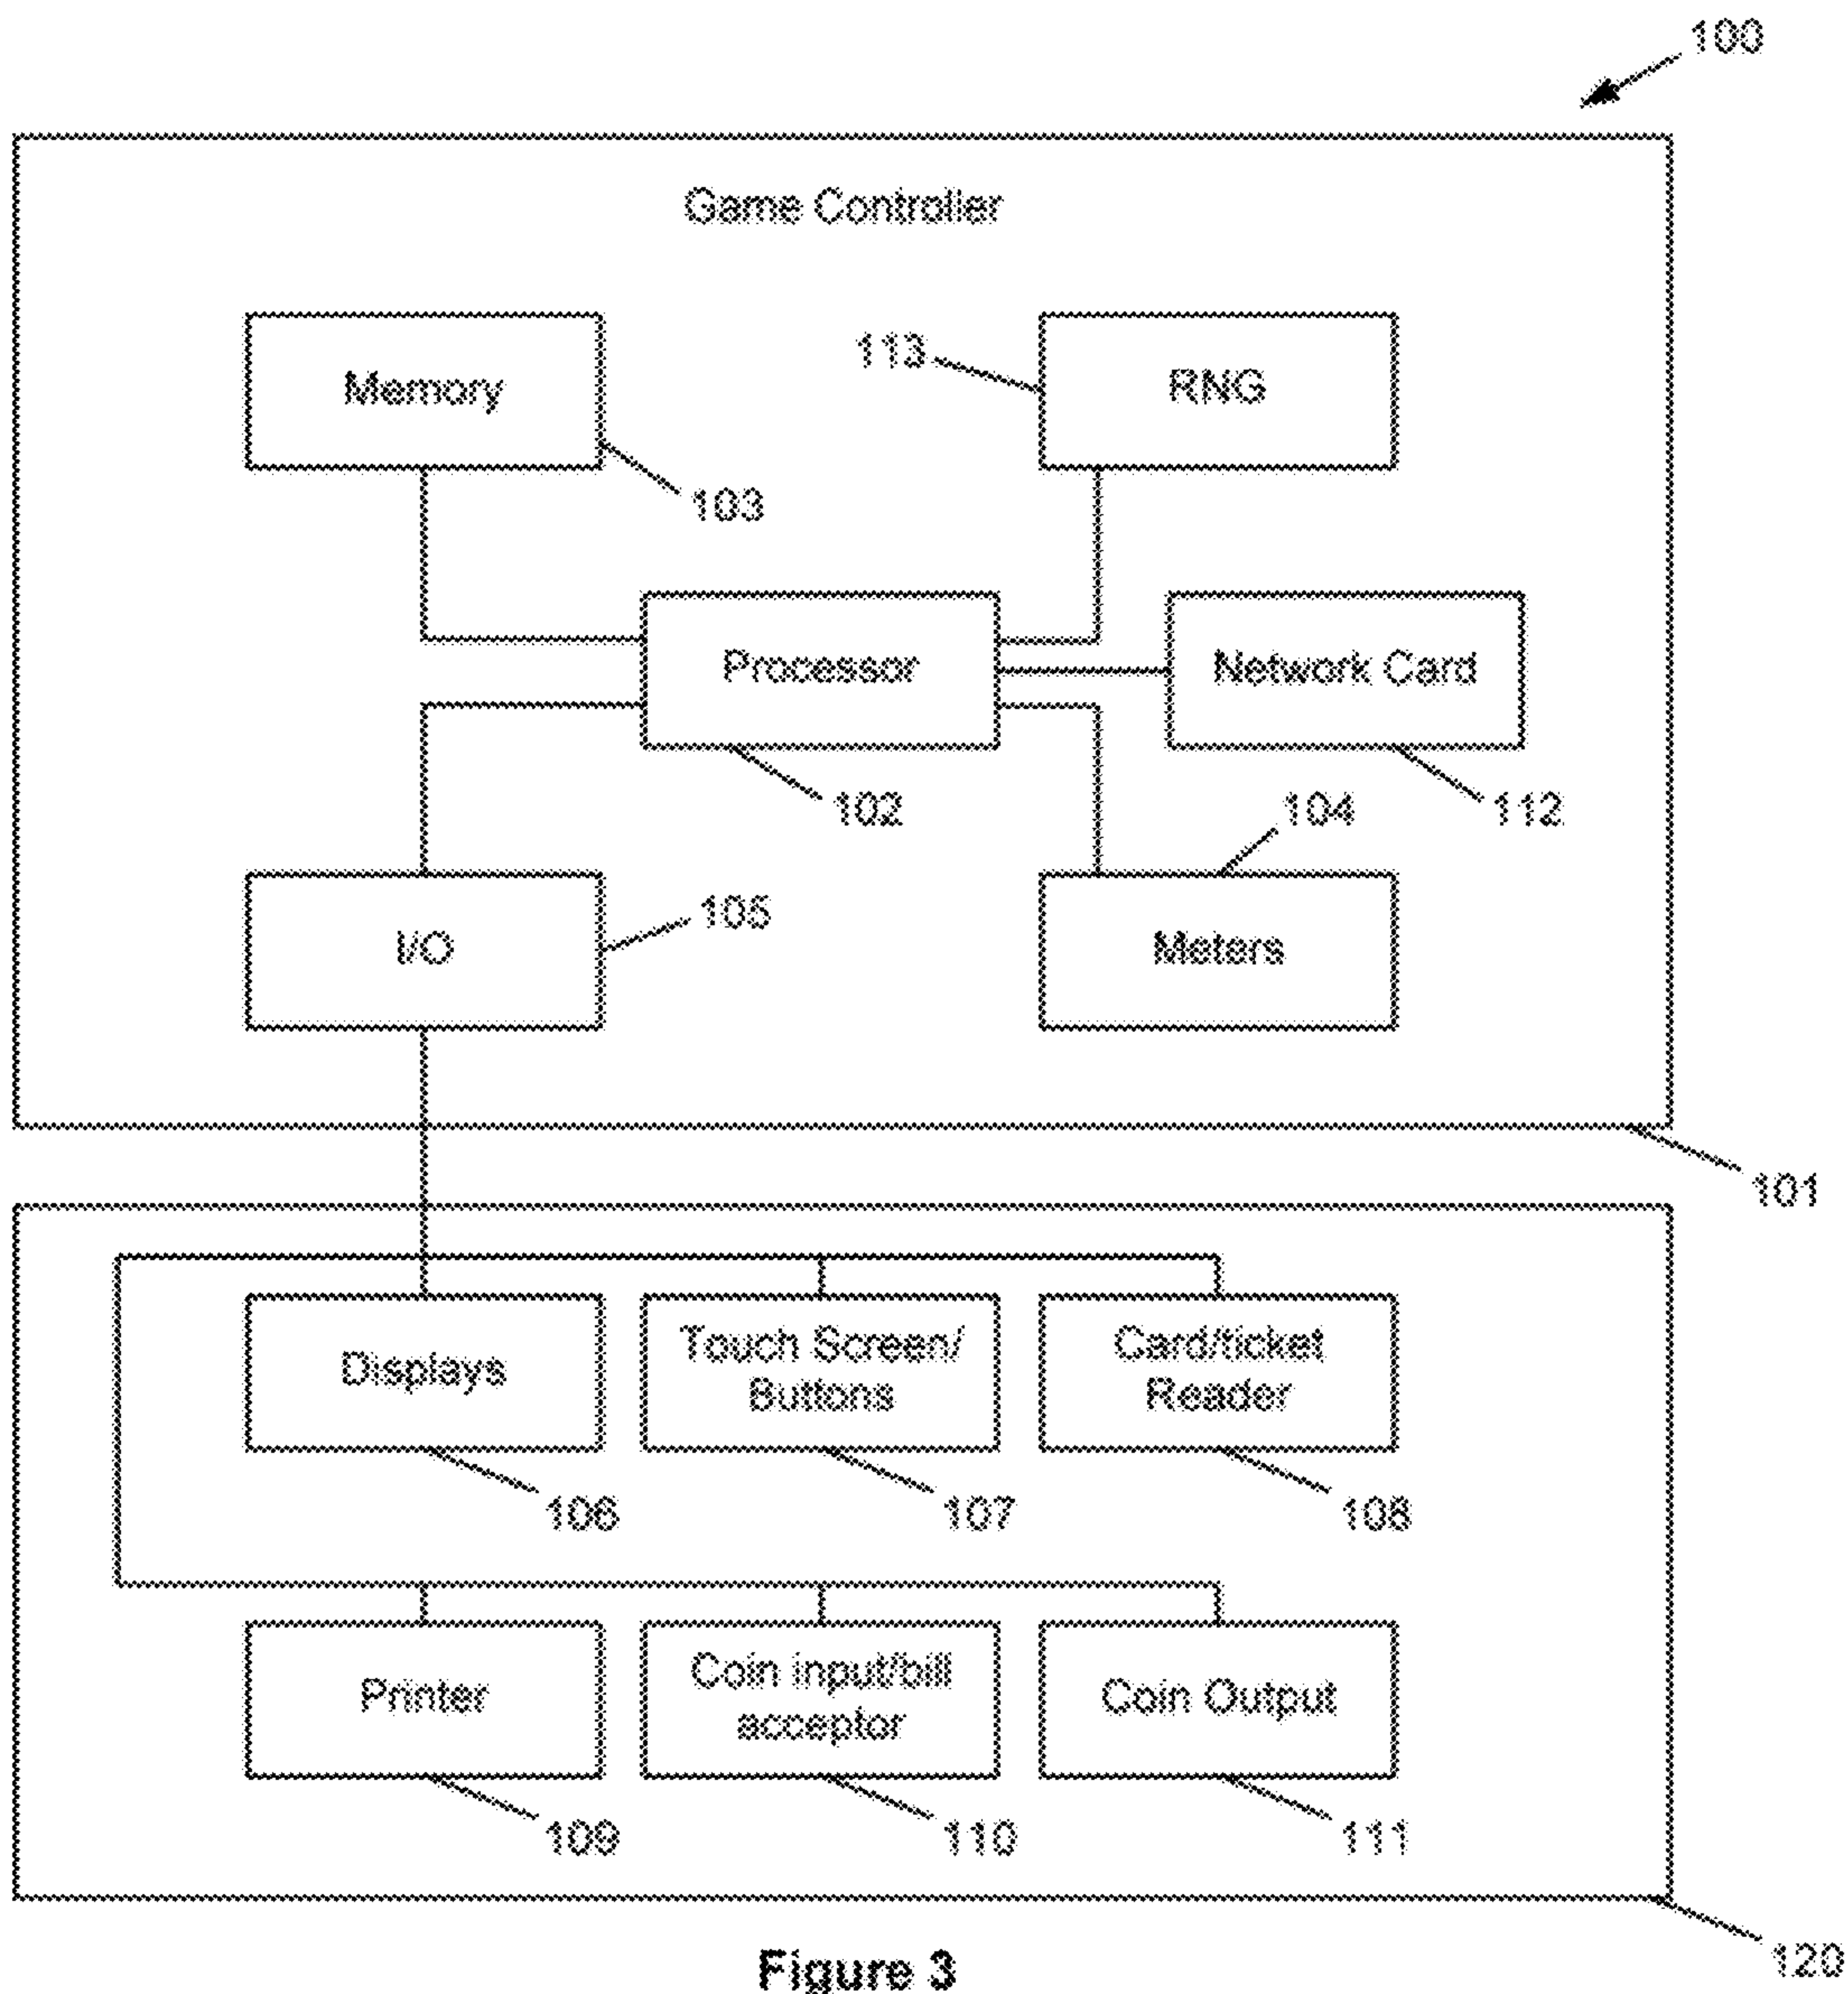 100
Game Controller
Memory
113
RNG
103
Processor
Network Card
102
104
112
I/O
105
Meters
101
Displays
Touch Screen/
Buttons
Card/ticket
Reader
106
107
108
Printer
Coin input/bill
acceptor
Coin Output
109
110
111
120
Figure 3